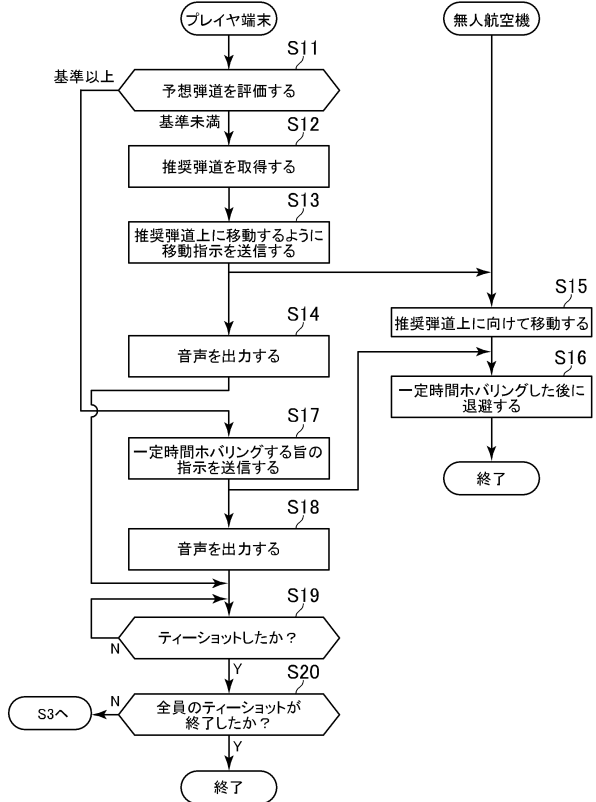 プレイヤ端末
無人航空機
S11
基準以上
予想弾道を評価する
基準未満
S12
推奨弾道を取得する
S13
推奨弾道上に移動するように
移動指示を送信する
S15
推奨弾道上に向けて移動する
S14
音声を出力する
S16
一定時間ホバリングした後に
退避する
終了
S17
一定時間ホバリングする旨の
指示を送信する
S18
音声を出力する
S19
ティーショットしたか？
N
Y
S20
全員のティーショットが
終了したか？
N
S3へ
Y
終了